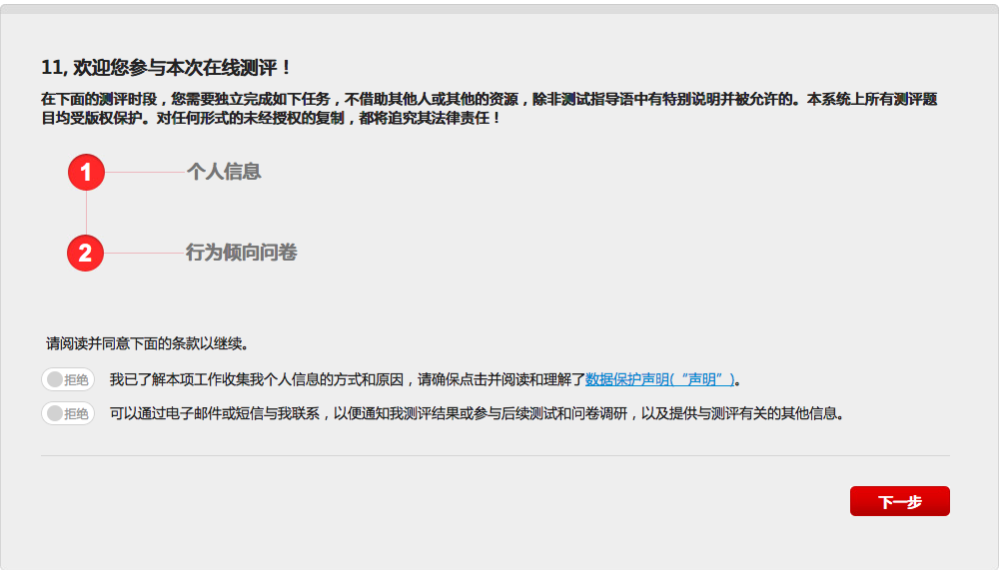 11, 欢迎您参与本次在线测评！
在下面的测评时段，您需要独立完成如下任务，不借助其他人或其他的资源，除非测试指导语中有特别说明并被允许的。本系统上所有测评题
目均受版权保护。对任何形式的未经授权的复制，都将追究其法律责任！
1 个人信息
2 行为倾向问卷
请阅读并同意下面的条款以继续。
拒绝 我已了解本项工作收集我个人信息的方式和原因，请确保点击并阅读和理解了数据保护声明(“声明”)。
拒绝 可以通过电子邮件或短信与我联系，以便通知我测评结果或参与后续测试和问卷调研，以及提供与测评有关的其他信息。
下一步